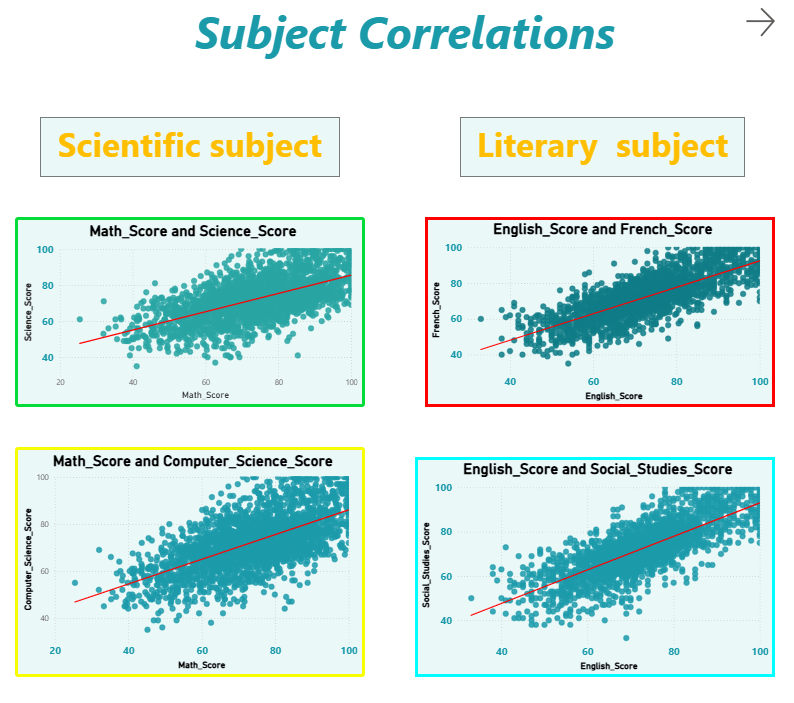 Subject Correlations
Scientific subject
Literary  subject
Math_Score and Science_Score
Science_Score
100
80
60
40
20
40
60
80
100
Math_Score
English_Score and French_Score
French_Score
100
80
60
40
40
60
80
100
English_Score
Math_Score and Computer_Science_Score
Computer_Science_Score
100
80
60
40
20
40
60
80
100
Math_Score
English_Score and Social_Studies_Score
Social_Studies_Score
100
80
60
40
40
60
80
100
English_Score